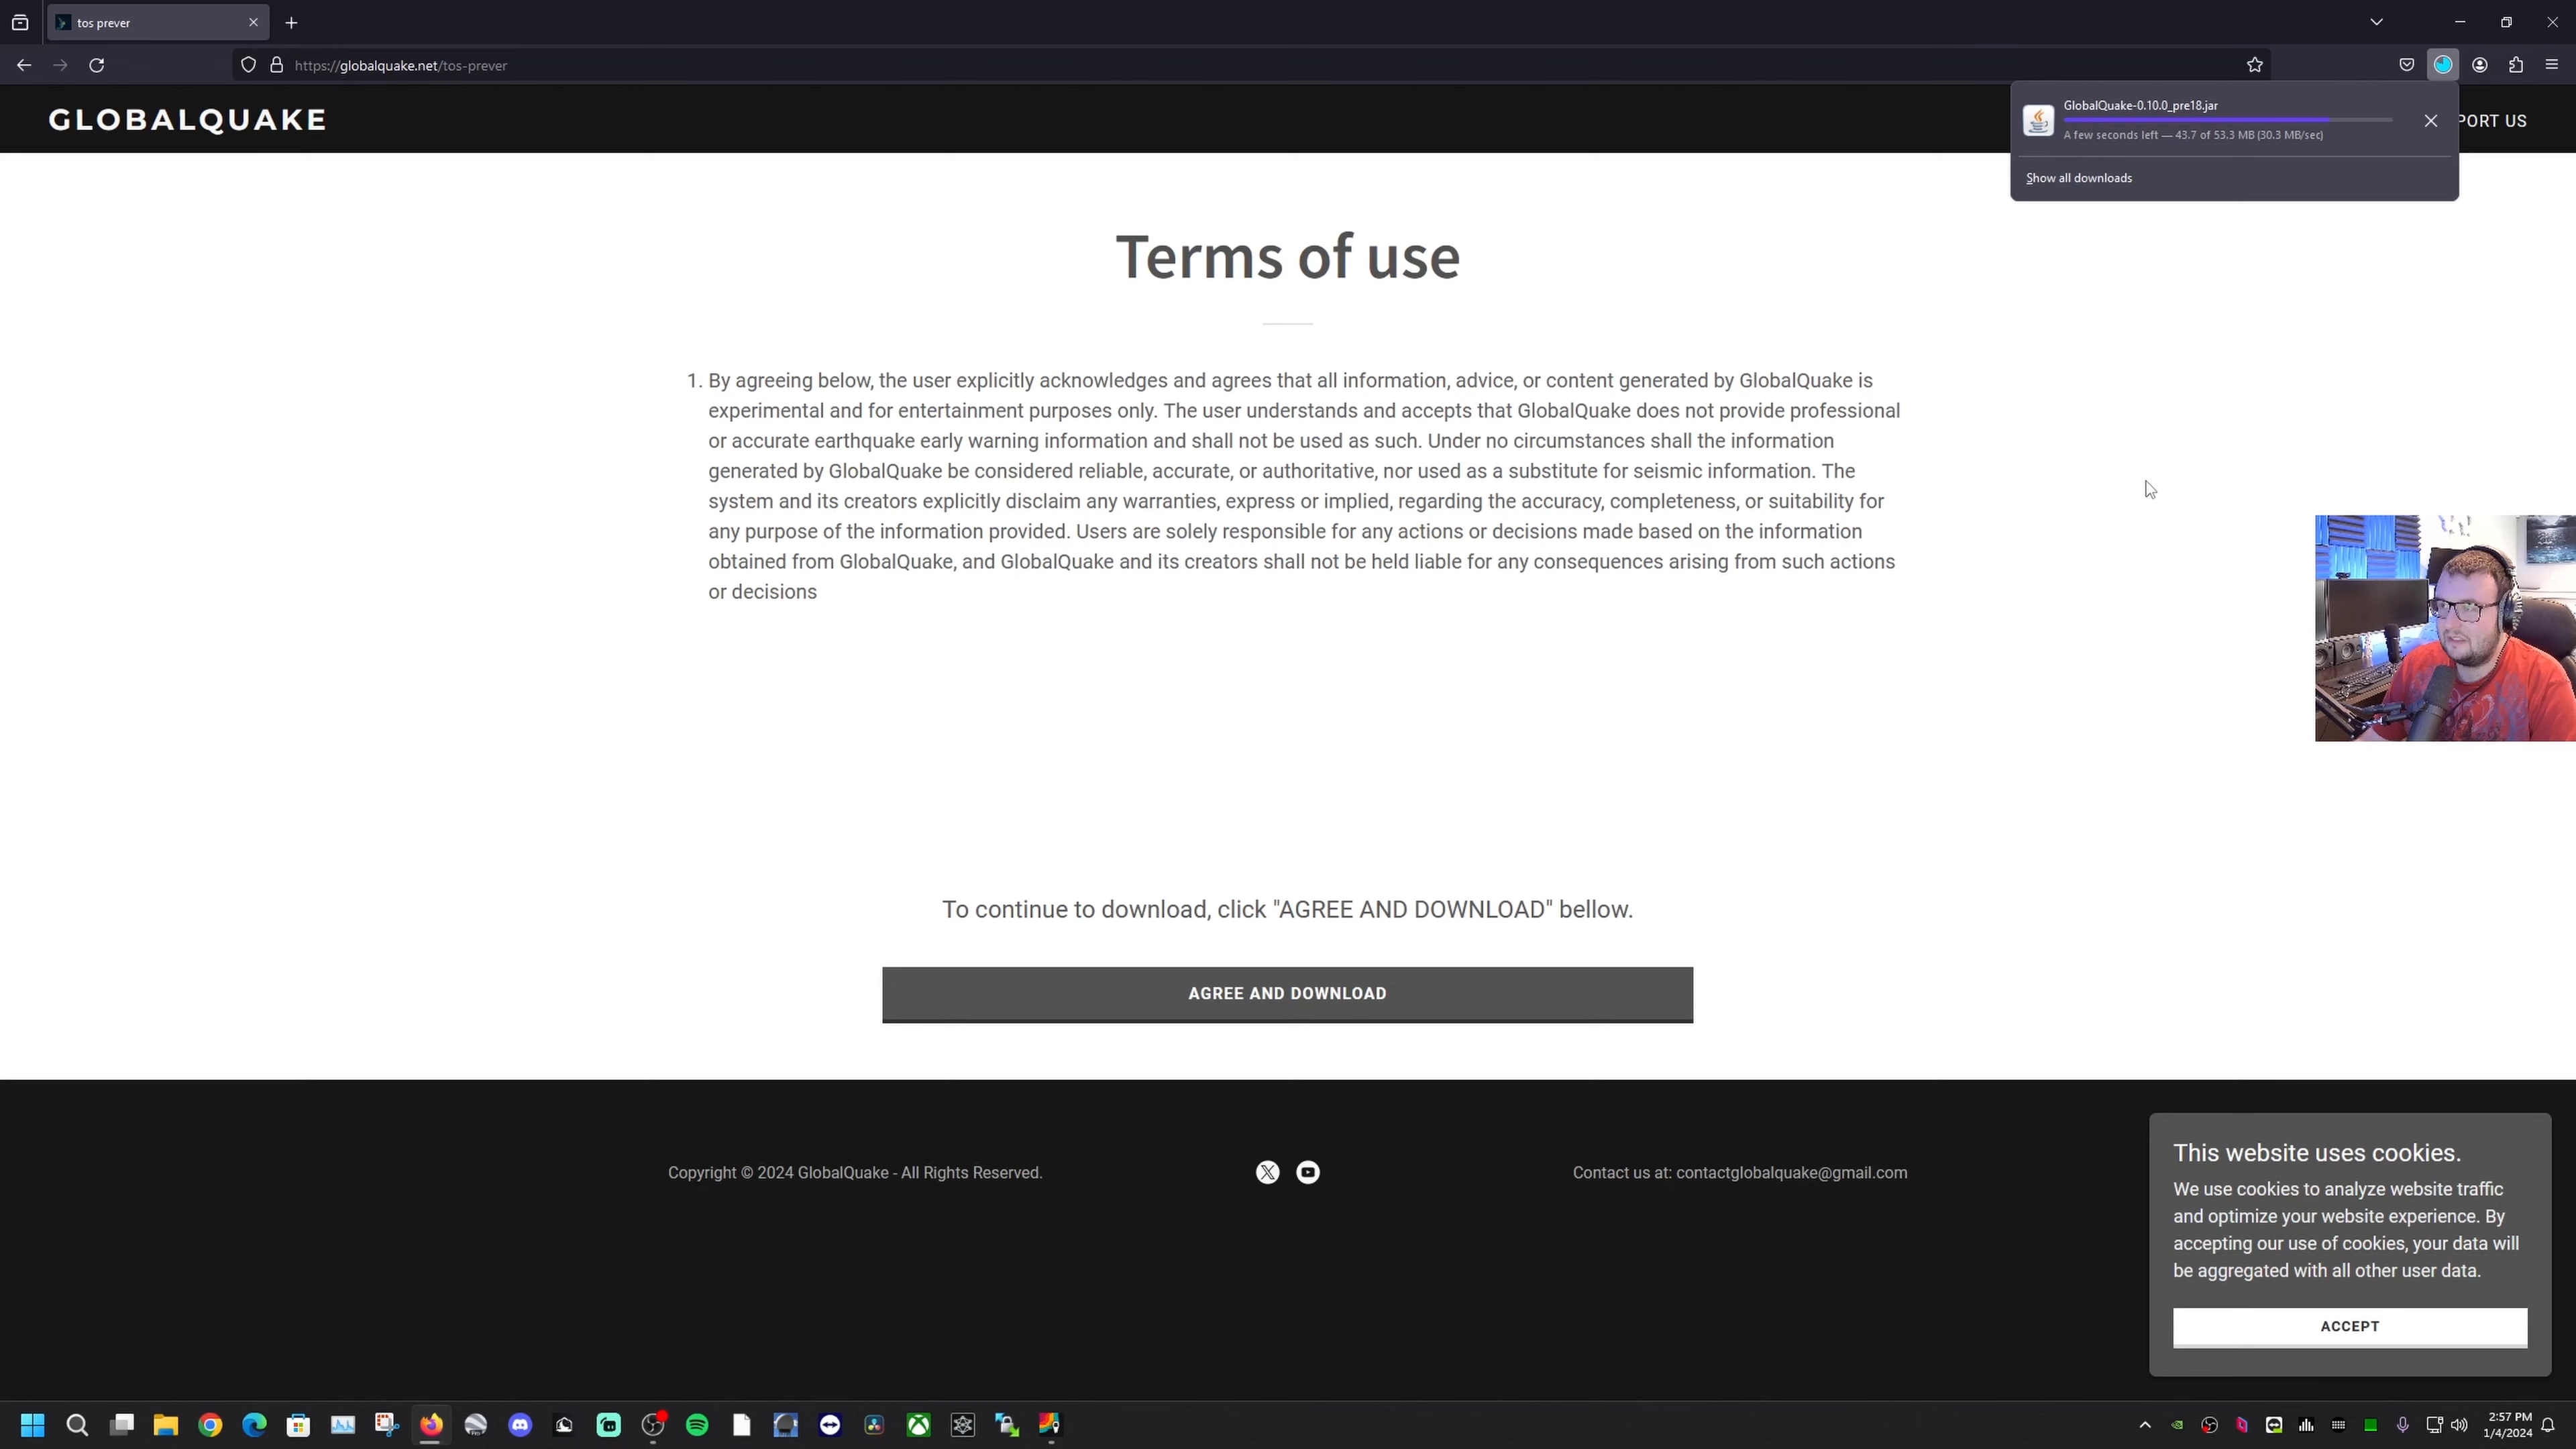 tos prever
https://globalquake.net/tos-prever
GLOBALQUAKE
PORT US
GlobalQuake-0.10.0_pre18.jar
A few seconds left — 43.7 of 53.3 MB (30.3 MB/sec)
Show all downloads
Terms of use
1. By agreeing below, the user explicitly acknowledges and agrees that all information, advice, or content generated by GlobalQuake is
experimental and for entertainment purposes only. The user understands and accepts that GlobalQuake does not provide professional
or accurate earthquake early warning information and shall not be used as such. Under no circumstances shall the information
generated by GlobalQuake be considered reliable, accurate, or authoritative, nor used as a substitute for seismic information. The
system and its creators explicitly disclaim any warranties, express or implied, regarding the accuracy, completeness, or suitability for
any purpose of the information provided. Users are solely responsible for any actions or decisions made based on the information
obtained from GlobalQuake, and GlobalQuake and its creators shall not be held liable for any consequences arising from such actions
or decisions
To continue to download, click "AGREE AND DOWNLOAD" bellow.
AGREE AND DOWNLOAD
Copyright © 2024 GlobalQuake - All Rights Reserved.
Contact us at: contactglobalquake@gmail.com
This website uses cookies.
We use cookies to analyze website traffic
and optimize your website experience. By
accepting our use of cookies, your data will
be aggregated with all other user data.
ACCEPT
2:57 PM
1/4/2024